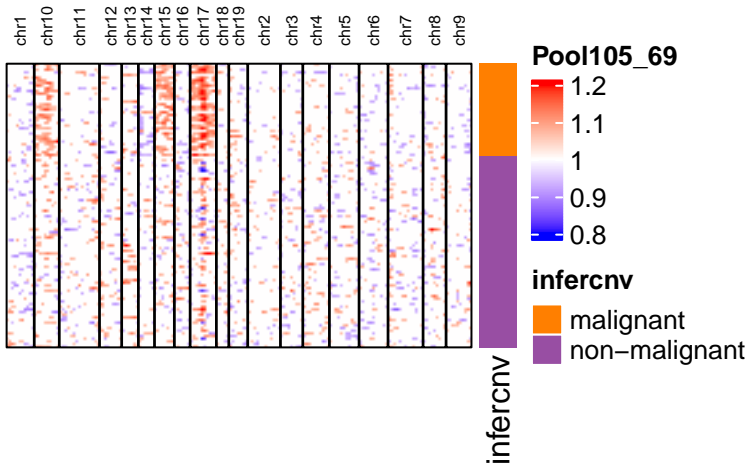 chr1
chr10
chr11
chr12
chr13
chr14
chr15
chr16
chr17
chr18
chr19
chr2
chr3
chr4
chr5
chr6
chr7
chr8
chr9
Pool105_69
1.2
1.1
1
0.9
0.8
infercnv
malignant
non−malignant
infercnv